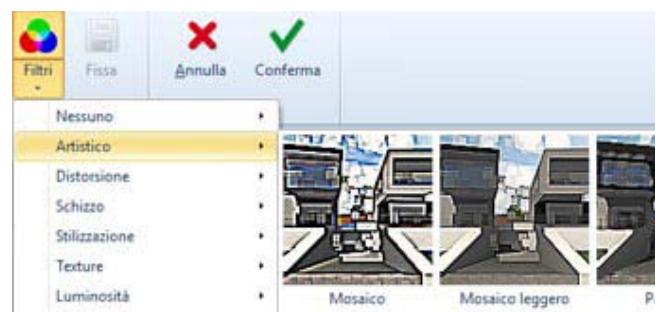 Filtri
Fissa
Annulla
Conferma
Nessuno
Artistico
Distorsione
Schizzo
Stilizzazione
Texture
Luminosità
Mosaico
Mosaico leggero